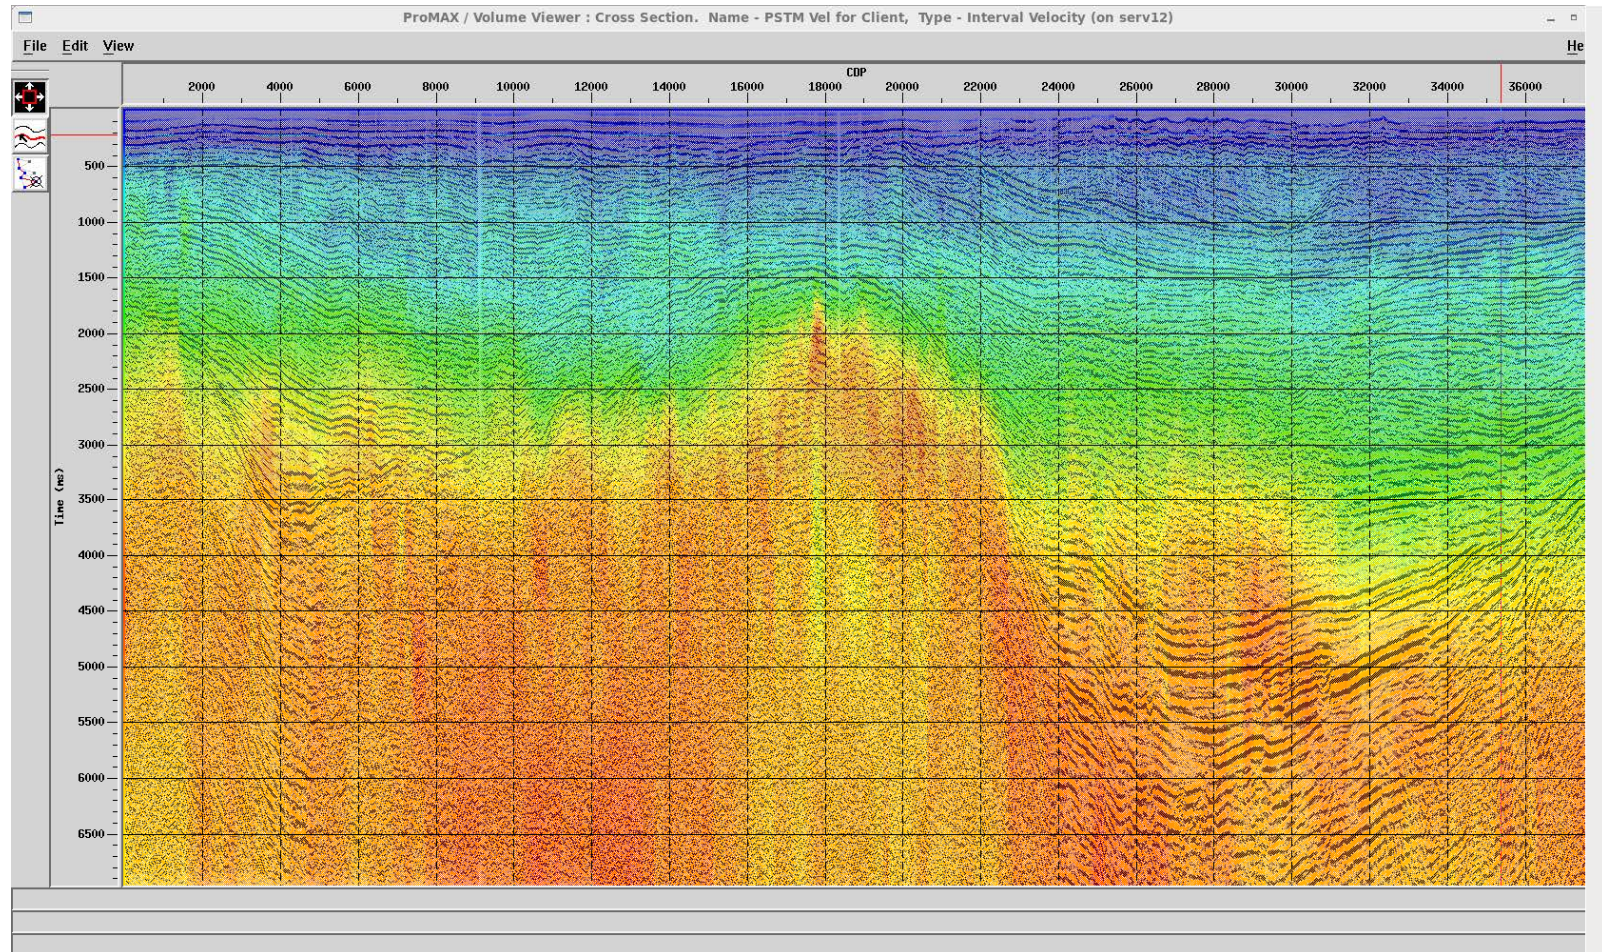 ProMAX / Volume Viewer : Cross Section.  Name - PSTM Vel for Client,  Type - Interval Velocity (on serv12)
File Edit View He
CDP
2000 4000 6000 8000 10000 12000 14000 16000 18000 20000 22000 24000 26000 28000 30000 32000 34000 36000
500
1000
1500
2000
2500
3000
3500
4000
4500
5000
5500
6000
6500
Time (ms)